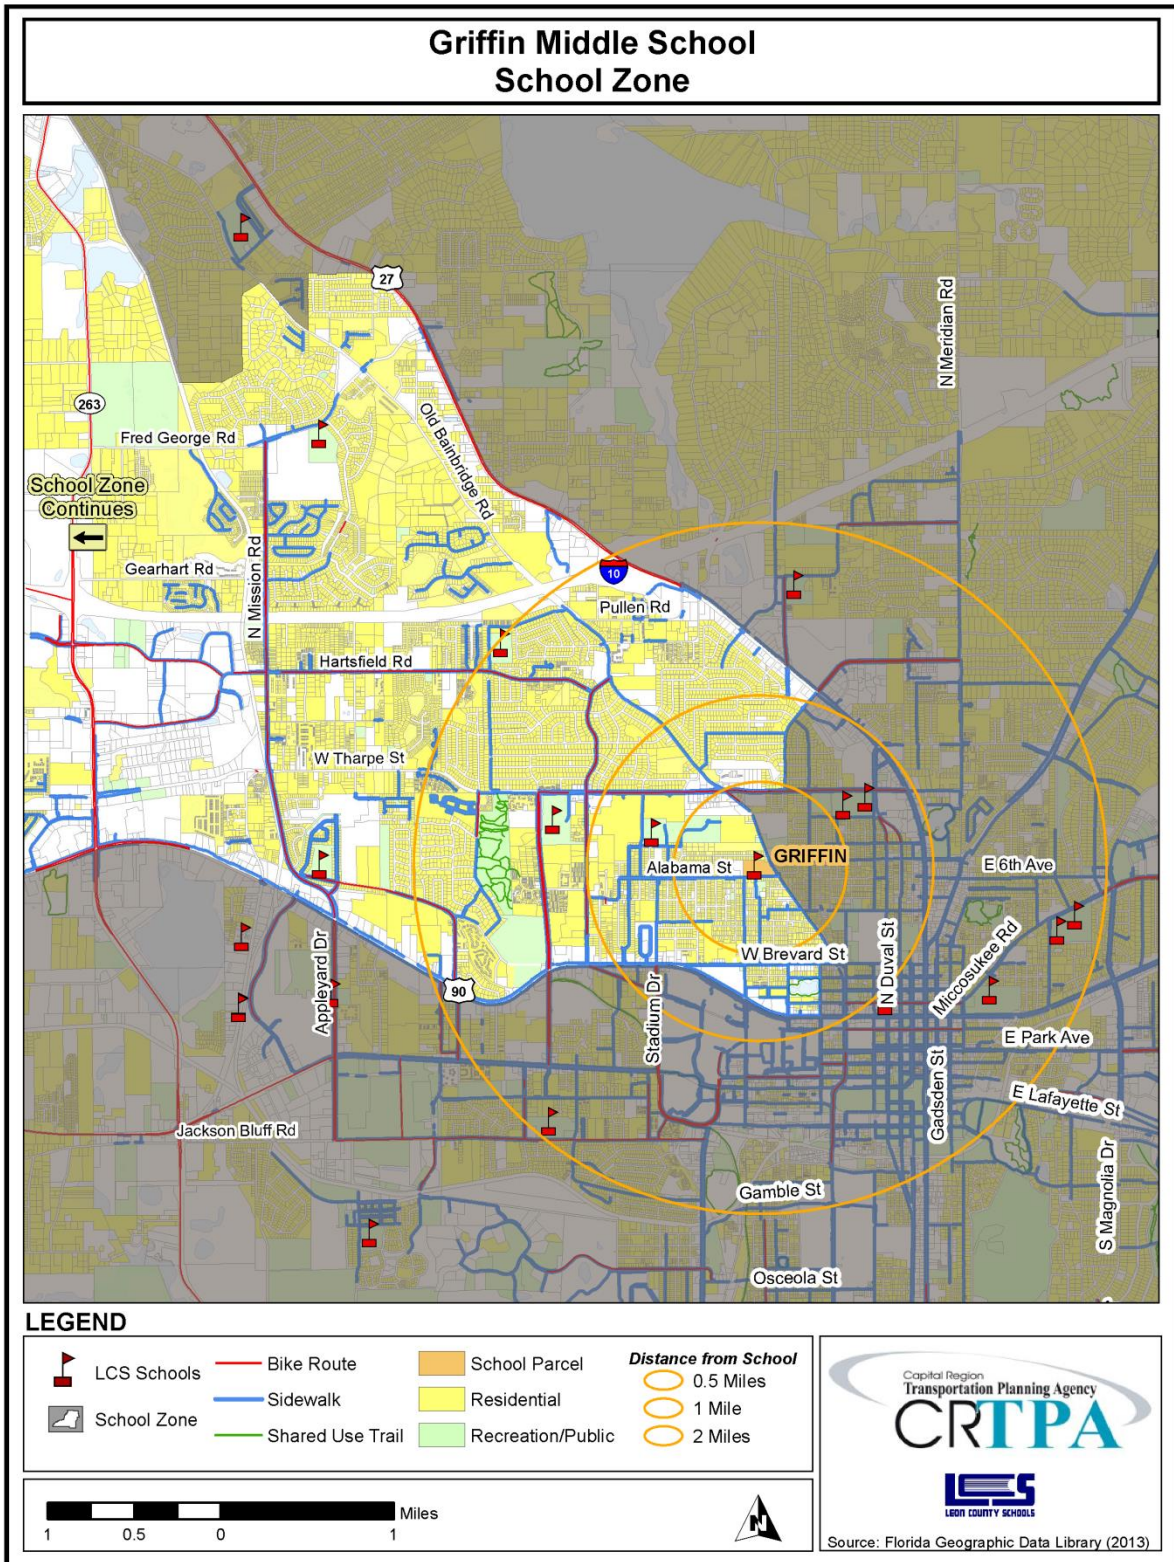 Griffin Middle School
School Zone
27
N Meridian Rd
263
Fred George Rd
Old Bainbridge Rd
School Zone
Continues
N Mission Rd
Gearhart Rd
10
Pullen Rd
Hartsfield Rd
W Tharpe St
GRIFFIN
Alabama St
E 6th Ave
Appleyard Dr
W Brevard St
N Duval St
Miccosukee Rd
90
Stadium Dr
E Park Ave
Gadsden St
E Lafayette St
Jackson Bluff Rd
S Magnolia Dr
Gamble St
Osceola St
LEGEND
LCS Schools
School Zone
Bike Route
Sidewalk
Shared Use Trail
School Parcel
Residential
Recreation/Public
Distance from School
0.5 Miles
1 Mile
2 Miles
1 0.5 0 1 Miles
N
Capital Region
Transportation Planning Agency
CRTPA
LCS
LEON COUNTY SCHOOLS
Source: Florida Geographic Data Library (2013)